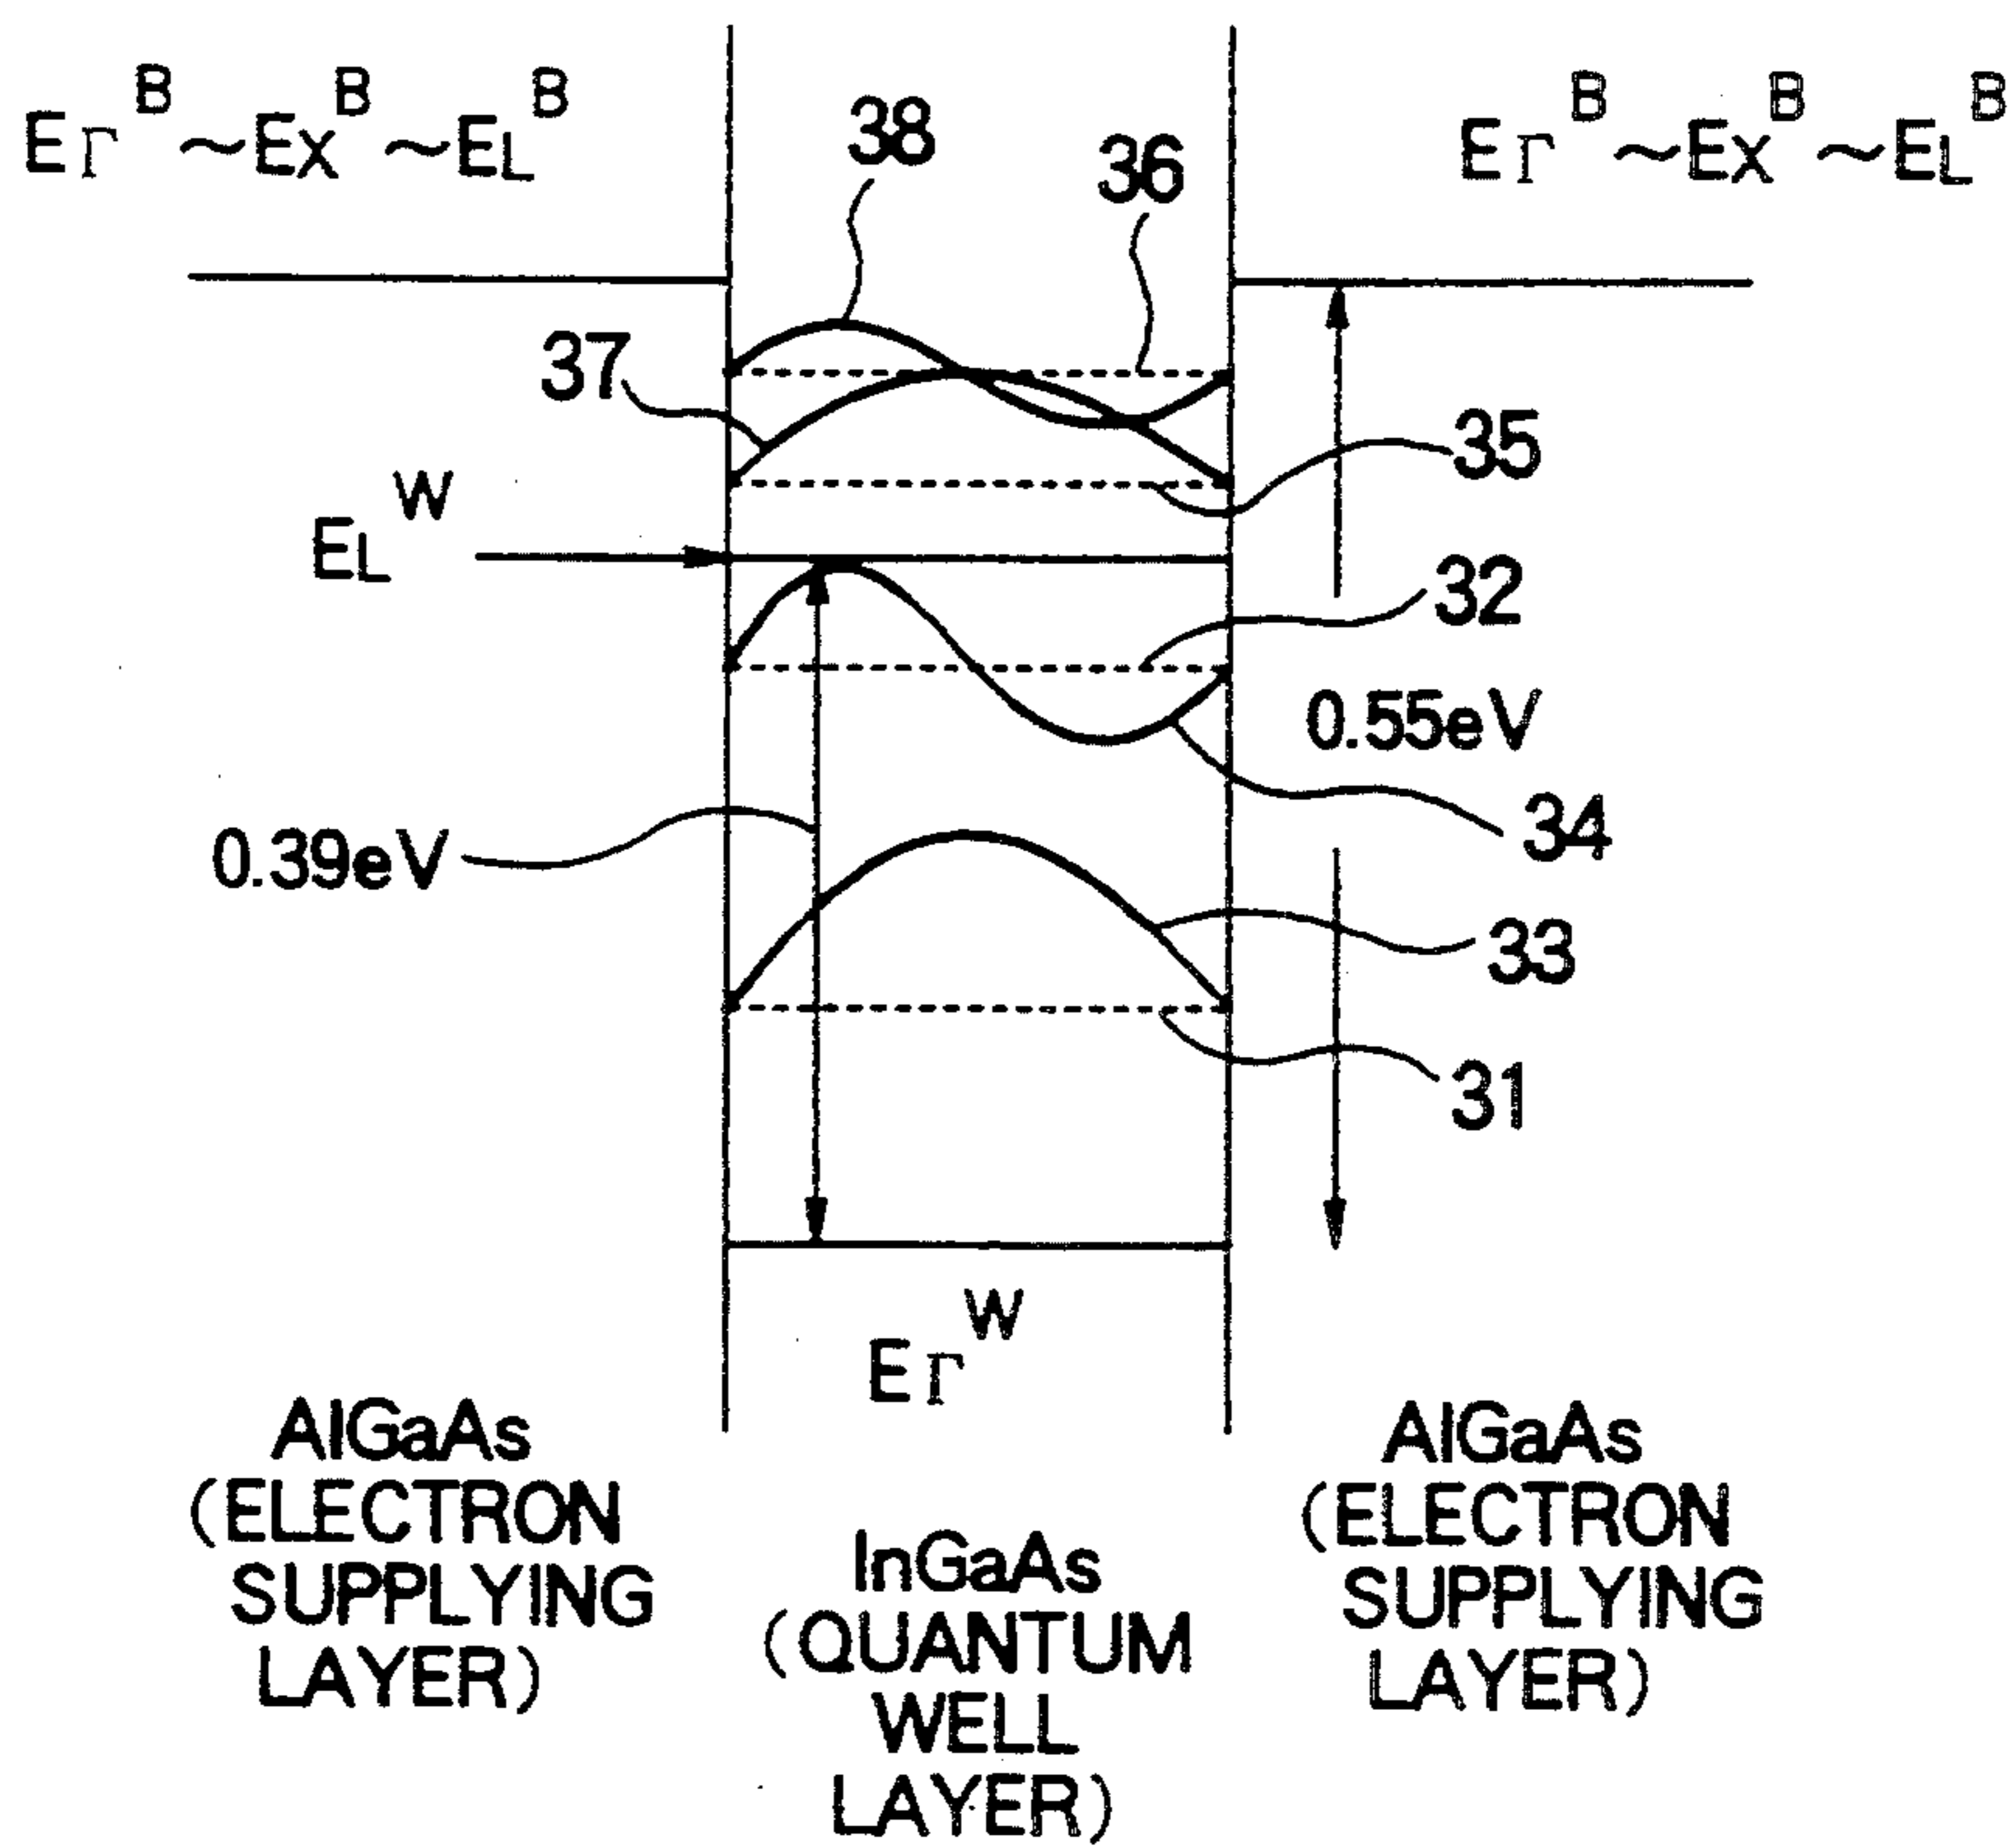 EΓ^B ~EX^B ~EL^B
EΓ^B ~EX^B ~EL^B
38
36
37
35
EL^W
32
0.55eV
34
0.39eV
33
31
EΓ^W
AlGaAs
(ELECTRON
SUPPLYING
LAYER)
InGaAs
(QUANTUM
WELL
LAYER)
AlGaAs
(ELECTRON
SUPPLYING
LAYER)